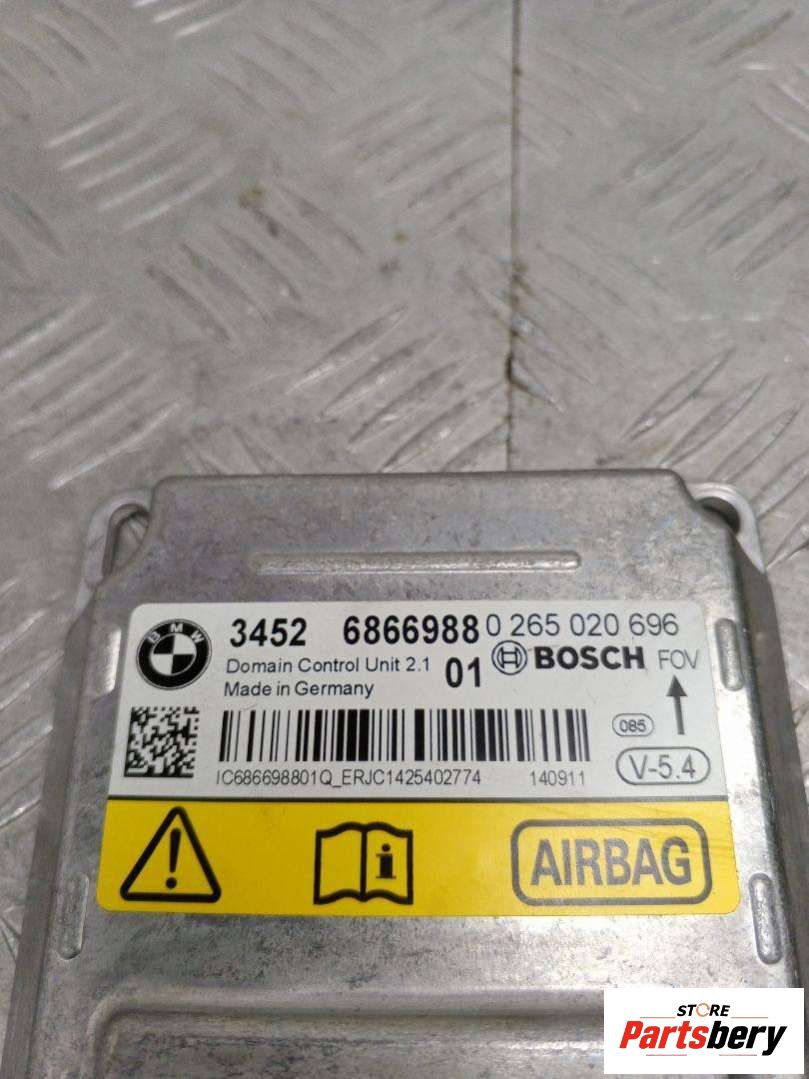 BMW
3452 6866988 0 265 020 696
Domain Control Unit 2.1 01 BOSCH FOV
Made in Germany
085
V-5.4
IC686698801Q_ERJC1425402774 140911
AIRBAG
STORE
Partsbery